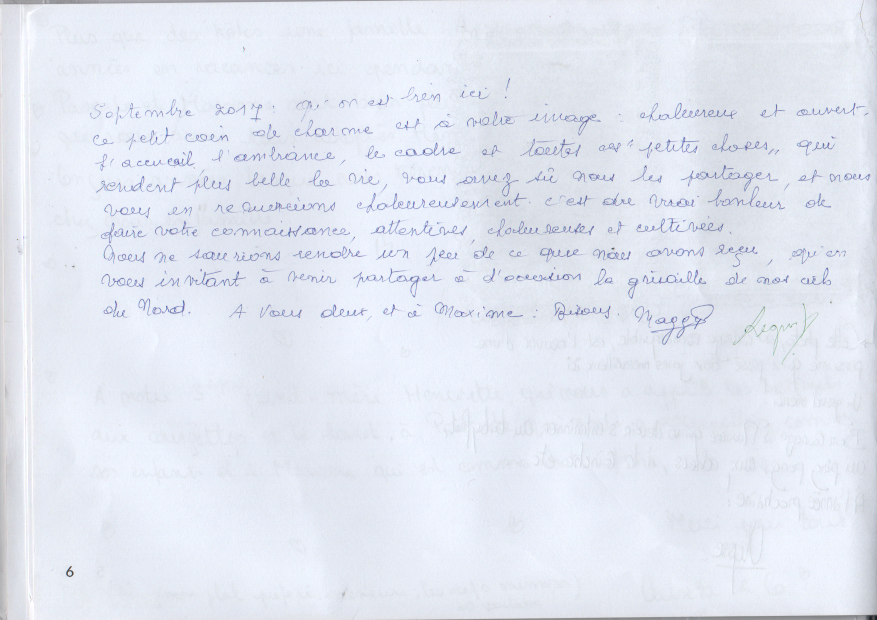 Septembre 2017. qu'on est bien ici !
ce petit coin de charme est à votre image : chaleureux et ouvert.
L'accueil l'ambiance, le cadre et toutes ces "petites choses,, qui
rendent plus belle la vie, vous avez sû nous les partager, et nous
vous en remercions chaleureusement. c'est du vrai bonheur de
faire votre connaissance, attentives, chaleureuses et cultivées.
Nous ne saurions rendre un peu de ce que nous avons reçu, qu'en
vous invitant à venir partager à l'occasion la grisaille de nos
du Nord. A vous deux, et à Maxime : Bisous.
6